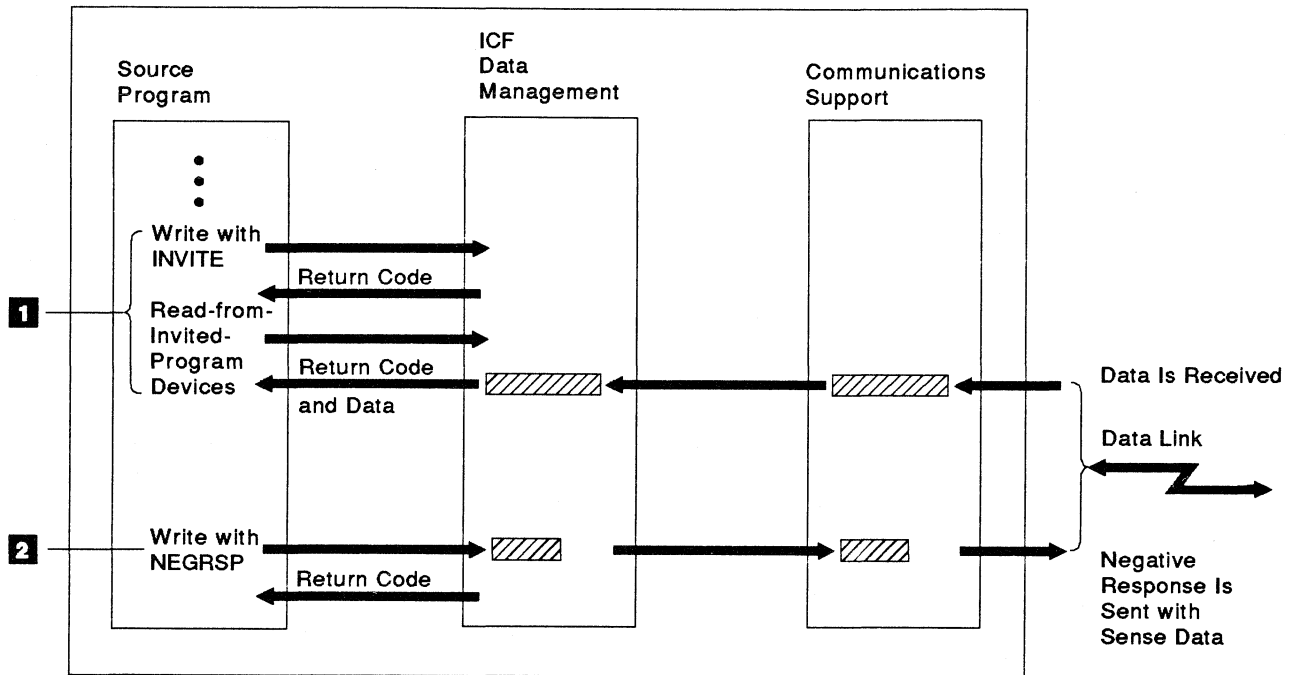 Source
Program
ICF
Data
Management
Communications
Support
1
Write with
INVITE
Return Code
Read-from-
Invited-
Program
Devices
Return Code
and Data
Data Is Received
Data Link
2
Write with
NEGRSP
Return Code
Negative
Response Is
Sent with
Sense Data